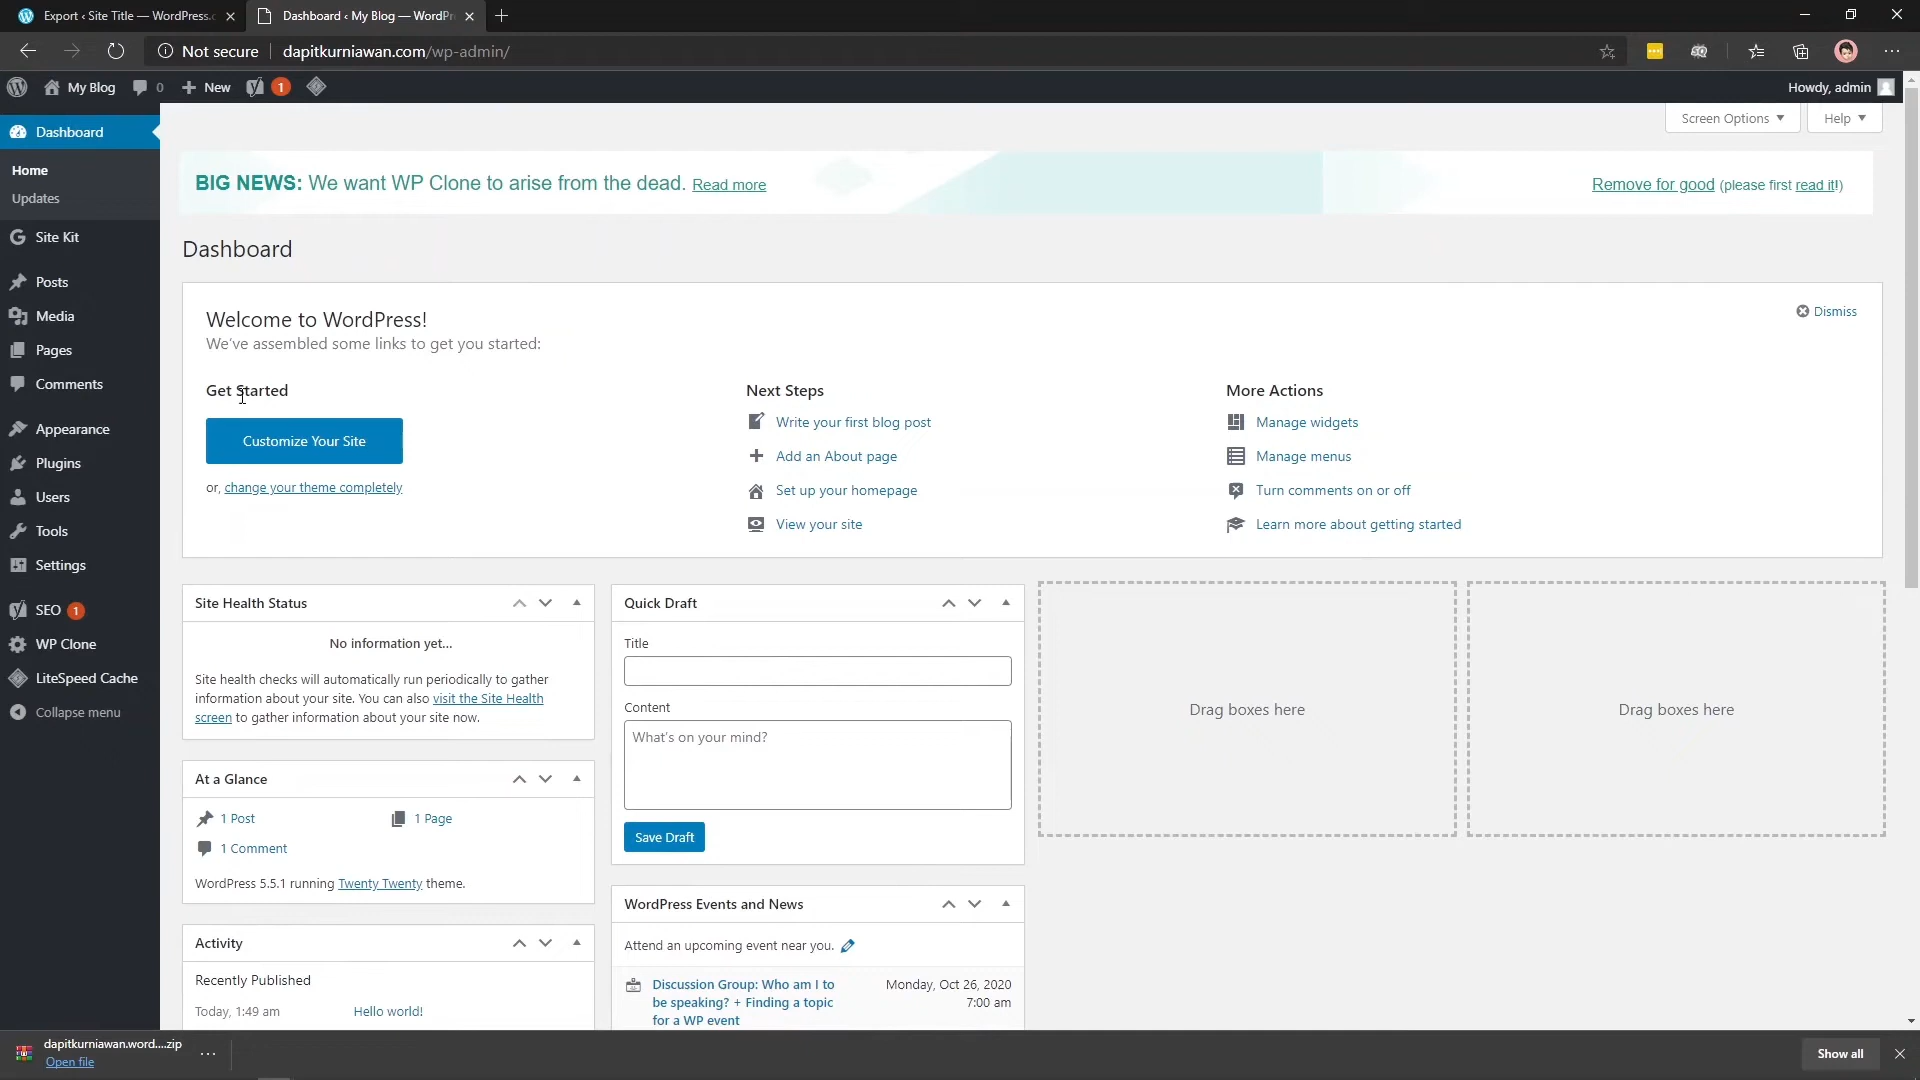 Export ‹ Site Title — WordPress.c
Dashboard ‹ My Blog — WordPr
Not secure
dapitkurniawan.com/wp-admin/
SQ
My Blog
0
New
1
Howdy, admin
Dashboard
Home
Updates
Site Kit
Posts
Media
Pages
Comments
Appearance
Plugins
Users
Tools
Settings
SEO 1
WP Clone
LiteSpeed Cache
Collapse menu
Screen Options
Help
BIG NEWS: We want WP Clone to arise from the dead. Read more
Remove for good (please first read it!)
Dashboard
Welcome to WordPress!
We've assembled some links to get you started:
Dismiss
Get Started
Customize Your Site
or, change your theme completely
Next Steps
Write your first blog post
Add an About page
Set up your homepage
View your site
More Actions
Manage widgets
Manage menus
Turn comments on or off
Learn more about getting started
Site Health Status
No information yet...
Site health checks will automatically run periodically to gather
information about your site. You can also visit the Site Health
screen to gather information about your site now.
At a Glance
1 Post
1 Page
1 Comment
WordPress 5.5.1 running Twenty Twenty theme.
Activity
Recently Published
Today, 1:49 am
Hello world!
Quick Draft
Title
Content
What's on your mind?
Save Draft
WordPress Events and News
Attend an upcoming event near you.
Discussion Group: Who am I to
be speaking? + Finding a topic
for a WP event
Monday, Oct 26, 2020
7:00 am
Drag boxes here
Drag boxes here
dapitkurniawan.word....zip
Open file
Show all